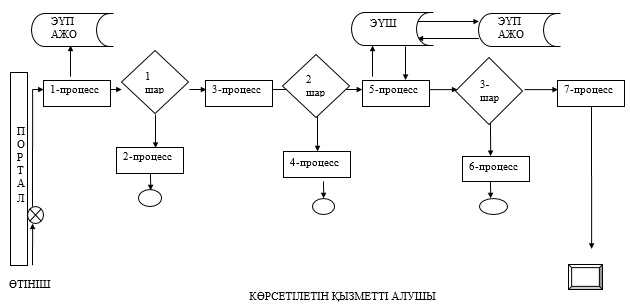 ЭҮП
АЖО
ЭҮШ
ЭҮП
АЖО
1
шар
2
шар
3-
шар
1-процесс
3-процесс
5-процесс
7-процесс
ПОРТАЛ
2-процесс
4-процесс
6-процесс
ӨТІНІШ
КӨРСЕТІЛЕТІН ҚЫЗМЕТТІ АЛУШЫ